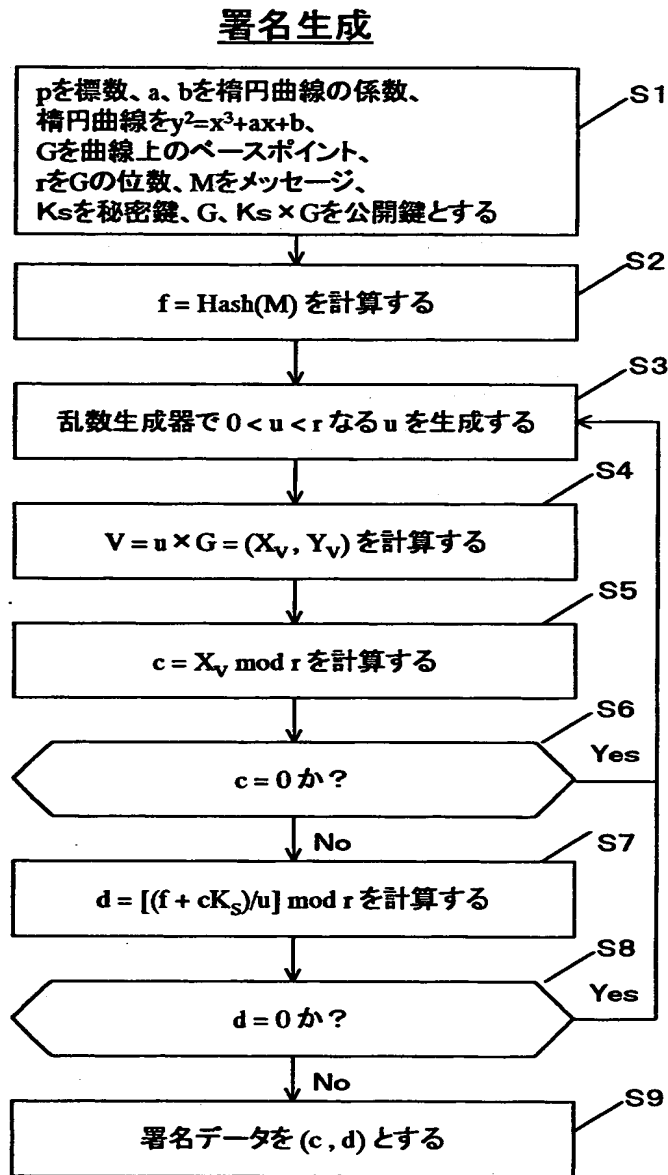 署名生成
S1
pを標数、a、bを楕円曲線の係数、
楕円曲線をy²=x³+ax+b、
Gを曲線上のベースポイント、
rをGの位数、Mをメッセージ、
Ksを秘密鍵、G、Ks×Gを公開鍵とする
S2
f = Hash(M) を計算する
S3
乱数生成器で 0 < u < r なる u を生成する
S4
V = u × G = (X_V , Y_V) を計算する
S5
c = X_V mod r を計算する
S6
c = 0 か?
Yes
No
S7
d = [(f + cK_S)/u] mod r を計算する
S8
d = 0 か?
Yes
No
S9
署名データを (c , d) とする